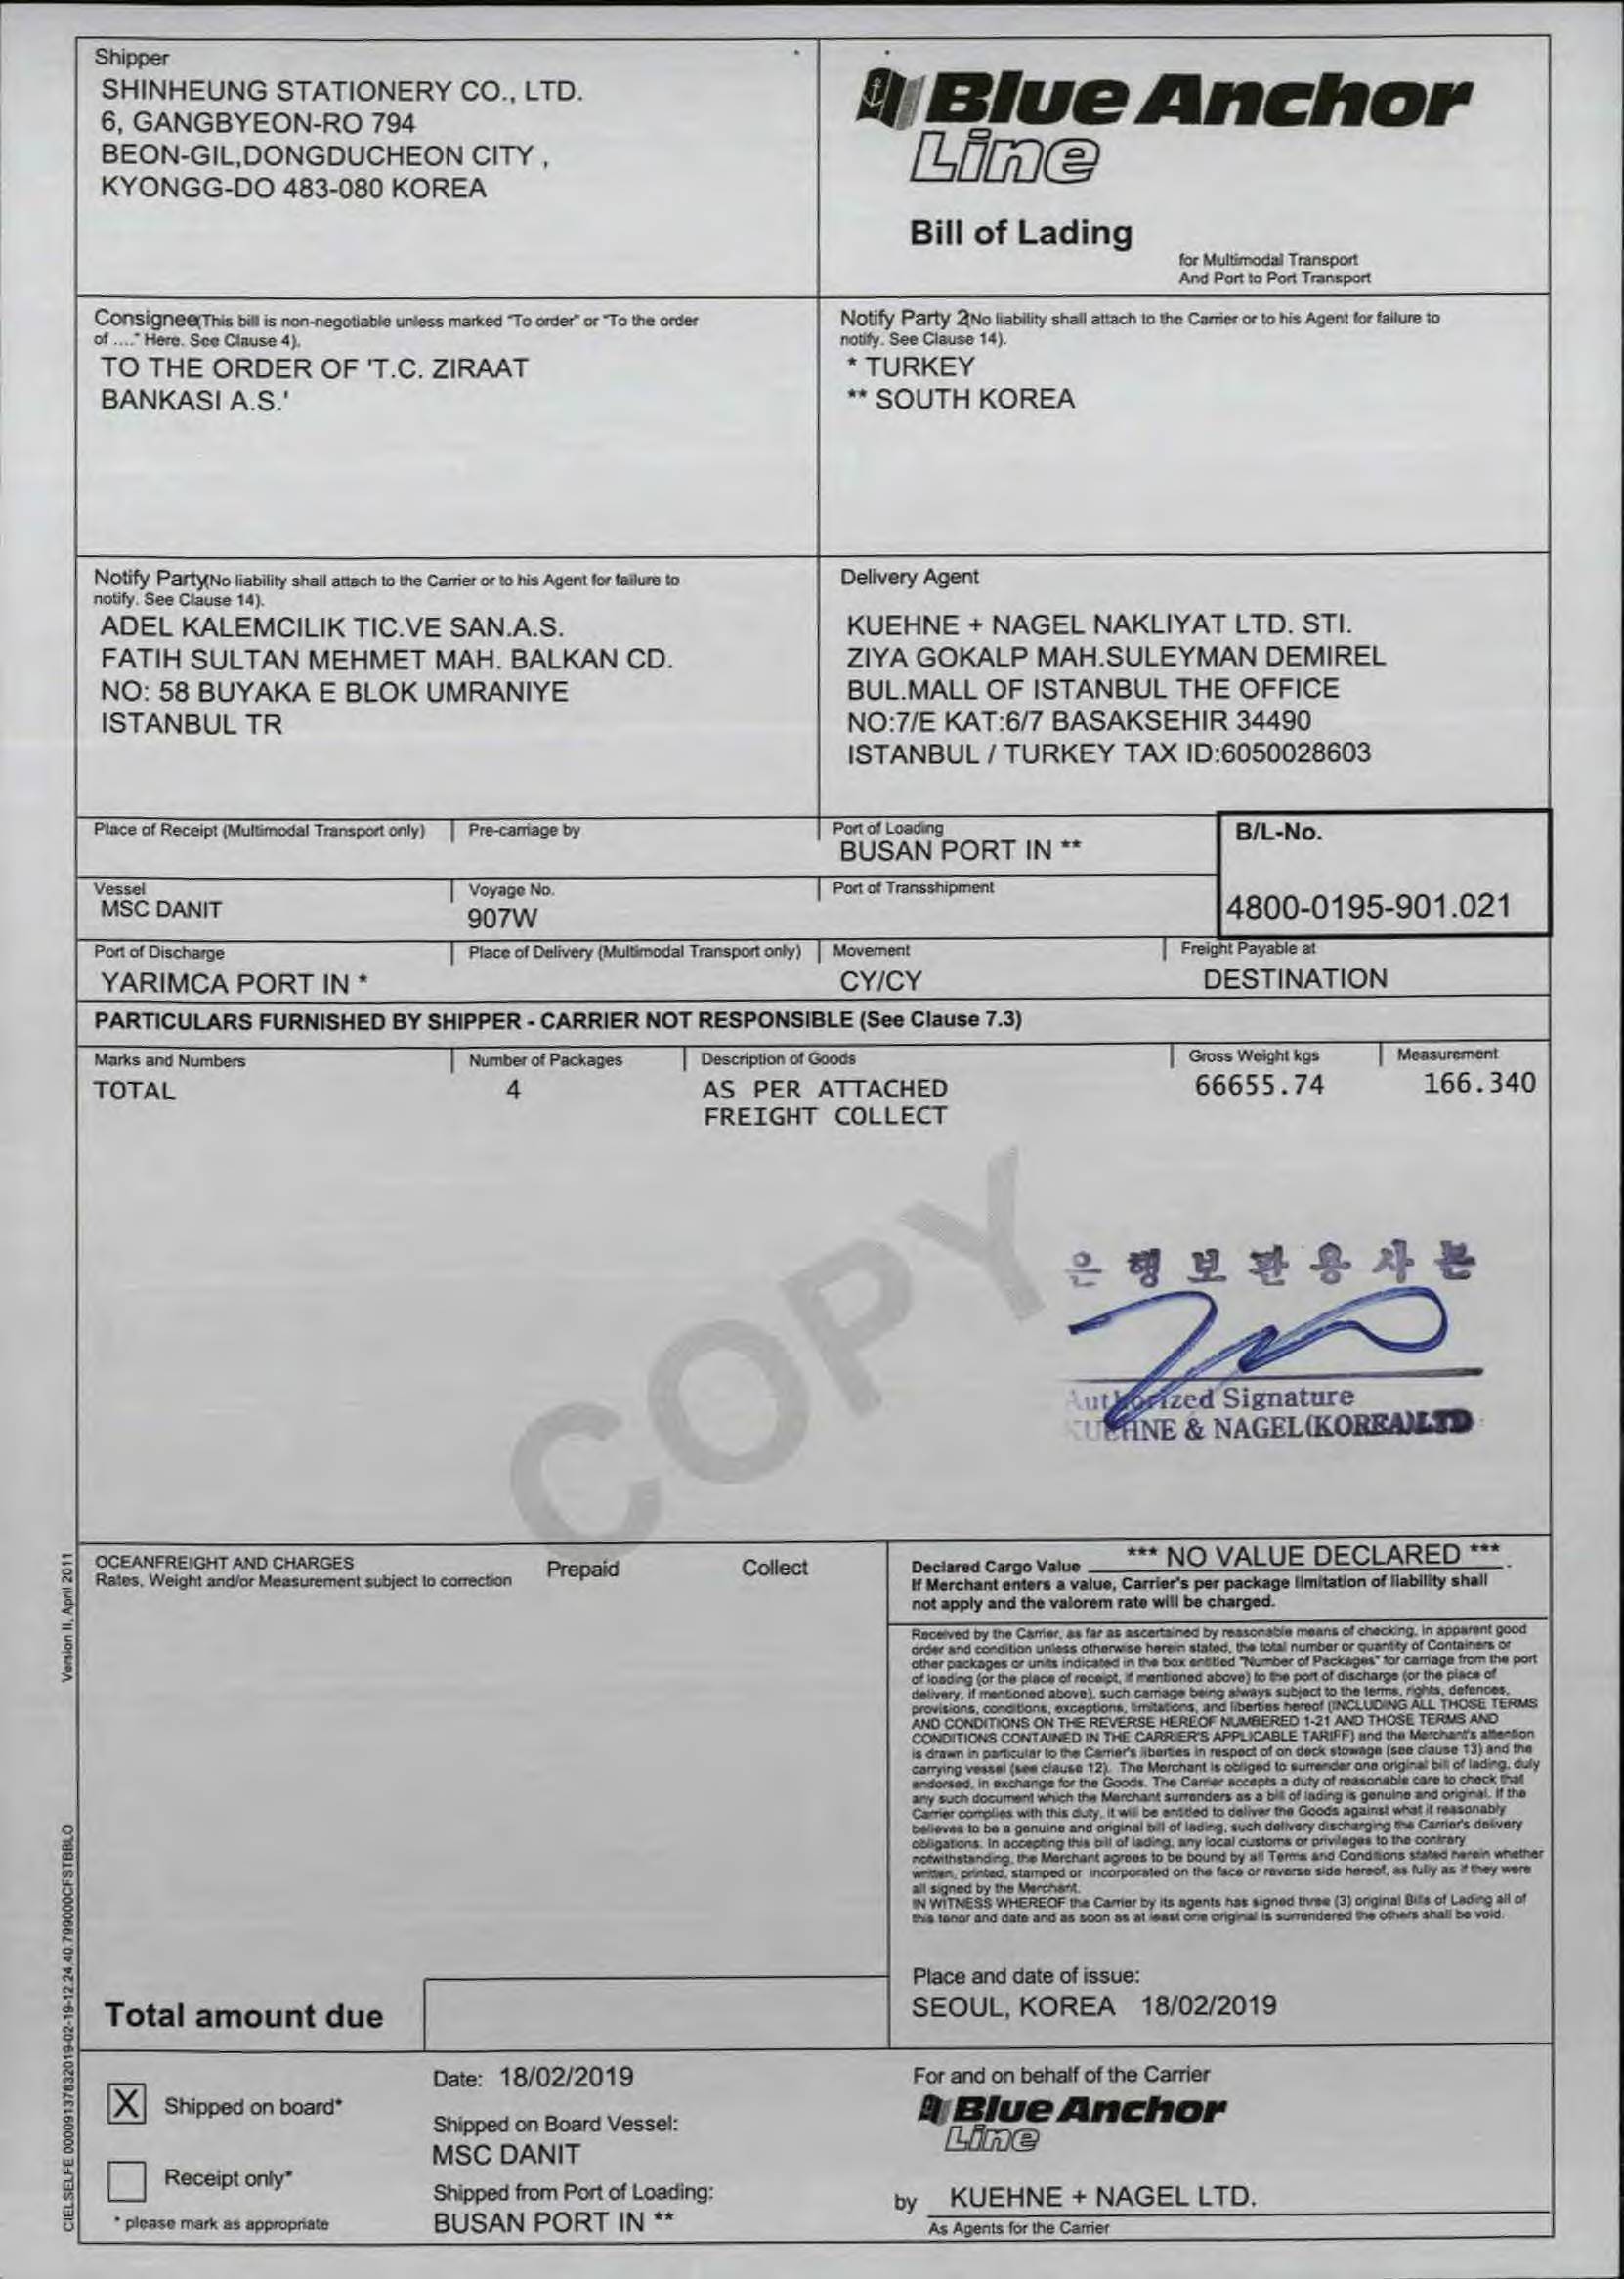 Shipper
SHINHEUNG STATIONERY CO., LTD.
6, GANGBYEON-RO 794
BEON-GIL,DONGDUCHEON CITY ,
KYONGG-DO 483-080 KOREA
Blue Anchor
Line
Bill of Lading
for Multimodal Transport
And Port to Port Transport
Consignee(This bill is non-negotiable unless marked "To order" or "To the order
of ...." Here. See Clause 4).
TO THE ORDER OF 'T.C. ZIRAAT
BANKASI A.S.'
Notify Party 2(No liability shall attach to the Carrier or to his Agent for failure to
notify. See Clause 14).
* TURKEY
** SOUTH KOREA
Notify Party(No liability shall attach to the Carrier or to his Agent for failure to
notify. See Clause 14).
ADEL KALEMCILIK TIC.VE SAN.A.S.
FATIH SULTAN MEHMET MAH. BALKAN CD.
NO: 58 BUYAKA E BLOK UMRANIYE
ISTANBUL TR
Delivery Agent
KUEHNE + NAGEL NAKLIYAT LTD. STI.
ZIYA GOKALP MAH.SULEYMAN DEMIREL
BUL.MALL OF ISTANBUL THE OFFICE
NO:7/E KAT:6/7 BASAKSEHIR 34490
ISTANBUL / TURKEY TAX ID:6050028603
Place of Receipt (Multimodal Transport only)
Pre-carriage by
Port of Loading
BUSAN PORT IN **
B/L-No.
4800-0195-901.021
Vessel
MSC DANIT
Voyage No.
907W
Port of Transshipment
Port of Discharge
YARIMCA PORT IN *
Place of Delivery (Multimodal Transport only)
Movement
CY/CY
Freight Payable at
DESTINATION
PARTICULARS FURNISHED BY SHIPPER - CARRIER NOT RESPONSIBLE (See Clause 7.3)
Marks and Numbers
Number of Packages
Description of Goods
Gross Weight kgs
Measurement
TOTAL
4
AS PER ATTACHED
66655.74
166.340
FREIGHT COLLECT
COPY
은행보관용사본
Authorized Signature
KUEHNE & NAGEL(KOREA)LTD
OCEANFREIGHT AND CHARGES
Rates, Weight and/or Measurement subject to correction
Prepaid
Collect
Declared Cargo Value *** NO VALUE DECLARED *** .
If Merchant enters a value, Carrier's per package limitation of liability shall
not apply and the valorem rate will be charged.
Received by the Carrier, as far as ascertained by reasonable means of checking, in apparent good
order and condition unless otherwise herein stated, the total number or quantity of Containers or
other packages or units indicated in the box entitled "Number of Packages" for carriage from the port
of loading (or the place of receipt, if mentioned above) to the port of discharge (or the place of
delivery, if mentioned above), such carriage being always subject to the terms, rights, defences,
provisions, conditions, exceptions, limitations, and liberties hereof (INCLUDING ALL THOSE TERMS
AND CONDITIONS ON THE REVERSE HEREOF NUMBERED 1-21 AND THOSE TERMS AND
CONDITIONS CONTAINED IN THE CARRIER'S APPLICABLE TARIFF) and the Merchant's attention
is drawn in particular to the Carrier's liberties in respect of on deck stowage (see clause 13) and the
carrying vessel (see clause 12). The Merchant is obliged to surrender one original bill of lading, duly
endorsed, in exchange for the Goods. The Carrier accepts a duty of reasonable care to check that
any such document which the Merchant surrenders as a bill of lading is genuine and original. If the
Carrier complies with this duty, it will be entitled to deliver the Goods against what it reasonably
believes to be a genuine and original bill of lading, such delivery discharging the Carrier's delivery
obligations. In accepting this bill of lading, any local customs or privileges to the contrary
notwithstanding, the Merchant agrees to be bound by all Terms and Conditions stated herein whether
written, printed, stamped or incorporated on the face or reverse side hereof, as fully as if they were
all signed by the Merchant.
IN WITNESS WHEREOF the Carrier by its agents has signed three (3) original Bills of Lading all of
this tenor and date and as soon as at least one original is surrendered the others shall be void.
Place and date of issue:
SEOUL, KOREA 18/02/2019
Total amount due
X Shipped on board*
Receipt only*
* please mark as appropriate
Date: 18/02/2019
Shipped on Board Vessel:
MSC DANIT
Shipped from Port of Loading:
BUSAN PORT IN **
For and on behalf of the Carrier
Blue Anchor
Line
by KUEHNE + NAGEL LTD.
As Agents for the Carrier
Version II, April 2011